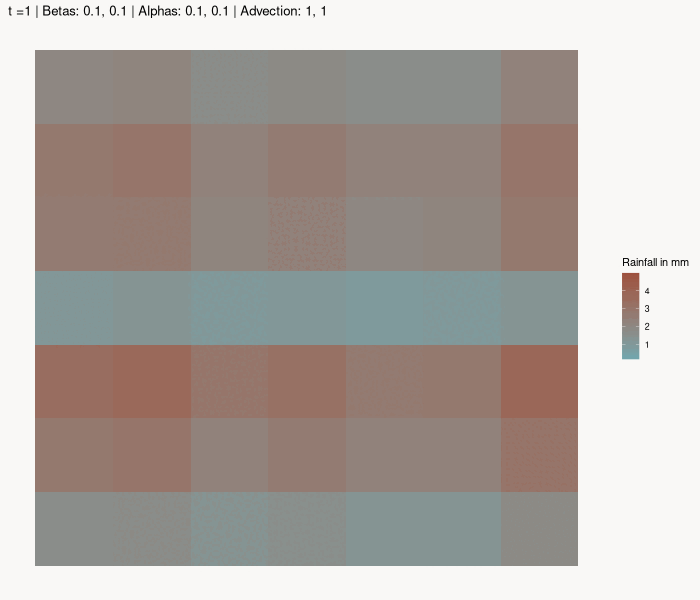 t =1 | Betas: 0.1, 0.1 | Alphas: 0.1, 0.1 | Advection: 1, 1
Rainfall in mm
4
3
2
1